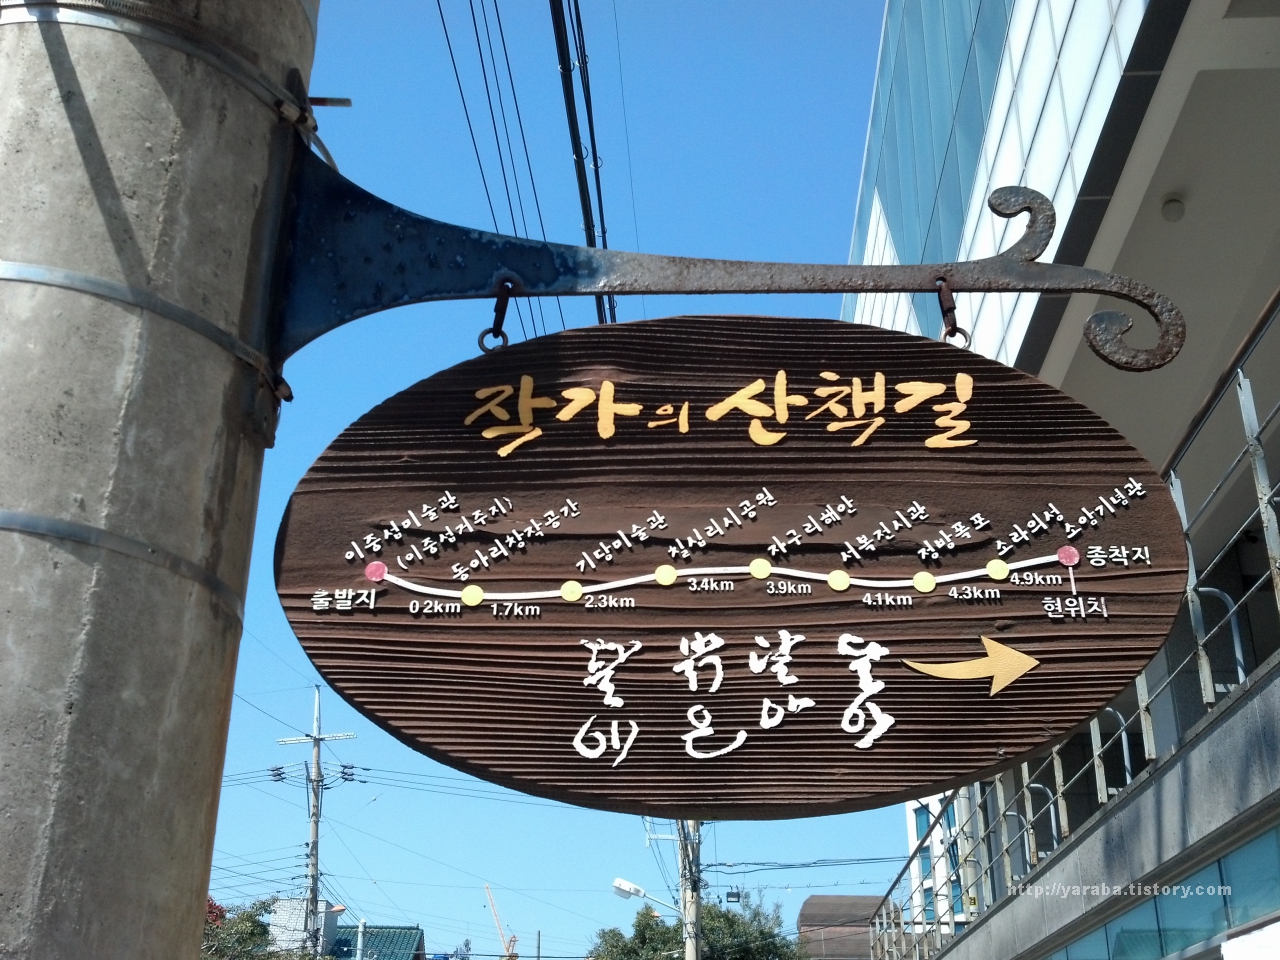 작가의 산책길
이중섭미술관
(이중섭거주지)
동아리창작공간
기당미술관
칠십리시공원
자구리해안
서복전시관
정방폭포
소라의성
소암기념관
출발지
0.2km
1.7km
2.3km
3.4km
3.9km
4.1km
4.3km
4.9km
종착지
현위치
http://yaraba.tistory.com